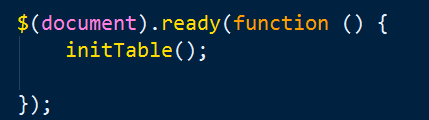 $(document).ready(function () {
    initTable();
});